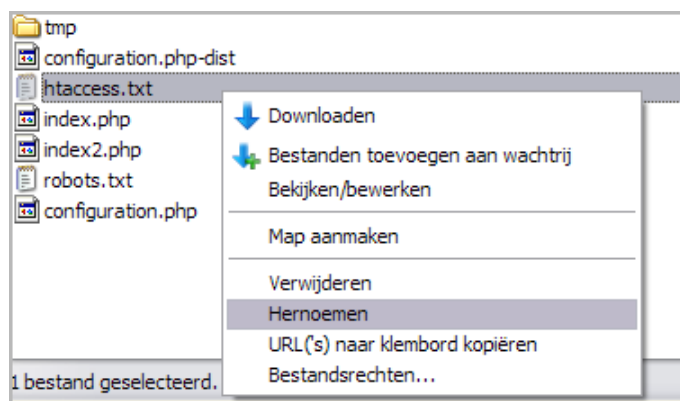 tmp
configuration.php-dist
htaccess.txt
index.php
index2.php
robots.txt
configuration.php
Downloaden
Bestanden toevoegen aan wachtrij
Bekijken/bewerken
Map aanmaken
Verwijderen
Hernoemen
URL('s) naar klembord kopiëren
Bestandsrechten...
1 bestand geselecteerd.